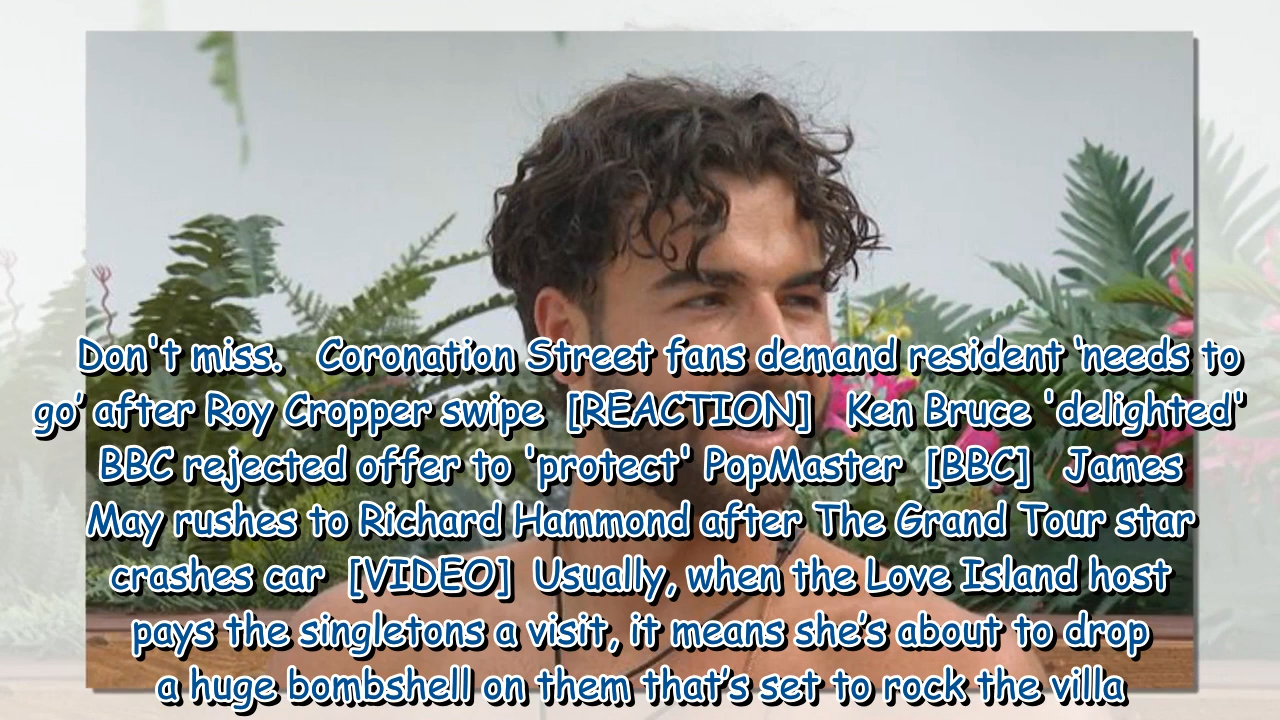 Don't miss. Coronation Street fans demand resident ‘needs to
go’ after Roy Cropper swipe [REACTION] Ken Bruce 'delighted'
BBC rejected offer to 'protect' PopMaster [BBC] James
May rushes to Richard Hammond after The Grand Tour star
crashes car [VIDEO] Usually, when the Love Island host
pays the singletons a visit, it means she’s about to drop
a huge bombshell on them that’s set to rock the villa